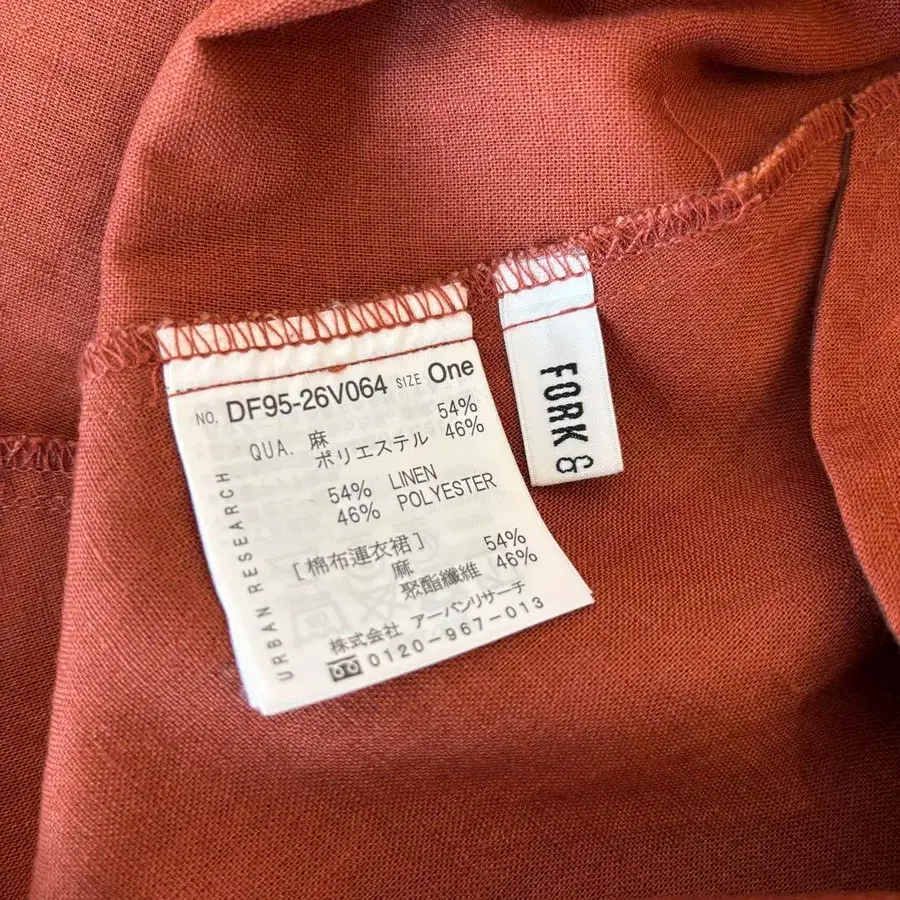 NO. DF95-26V064 SIZE One
QUA. 麻 54%
ポリエステル 46%
54% LINEN
46% POLYESTER
[棉布連衣裙]
麻 54%
聚酯纖維 46%
株式会社 アーバンリサーチ
0120-967-013
URBAN RESEARCH
FORK &